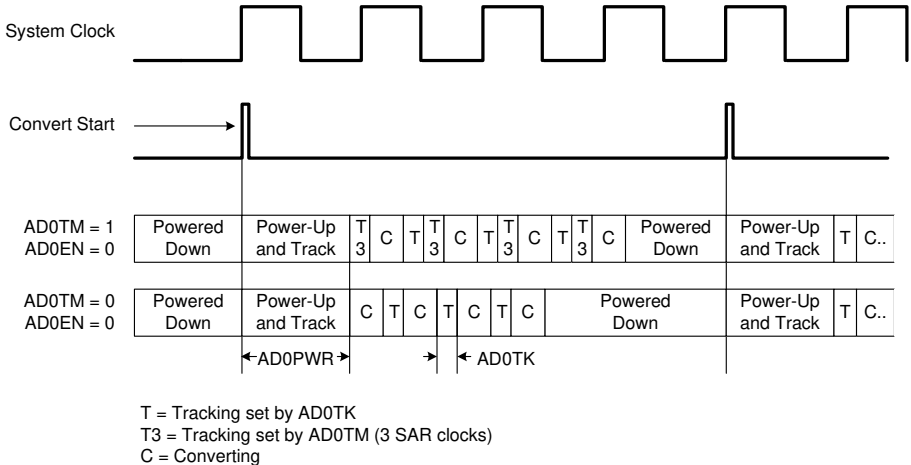 System Clock
Convert Start
AD0TM = 1
AD0EN = 0
Powered
Down
Power-Up
and Track
T
3
C
T
T
3
C
T
T
3
C
T
T
3
C
Powered
Down
Power-Up
and Track
T
C..
AD0TM = 0
AD0EN = 0
Powered
Down
Power-Up
and Track
C
T
C
T
C
T
C
Powered
Down
Power-Up
and Track
T
C..
AD0PWR
AD0TK
T = Tracking set by AD0TK
T3 = Tracking set by AD0TM (3 SAR clocks)
C = Converting